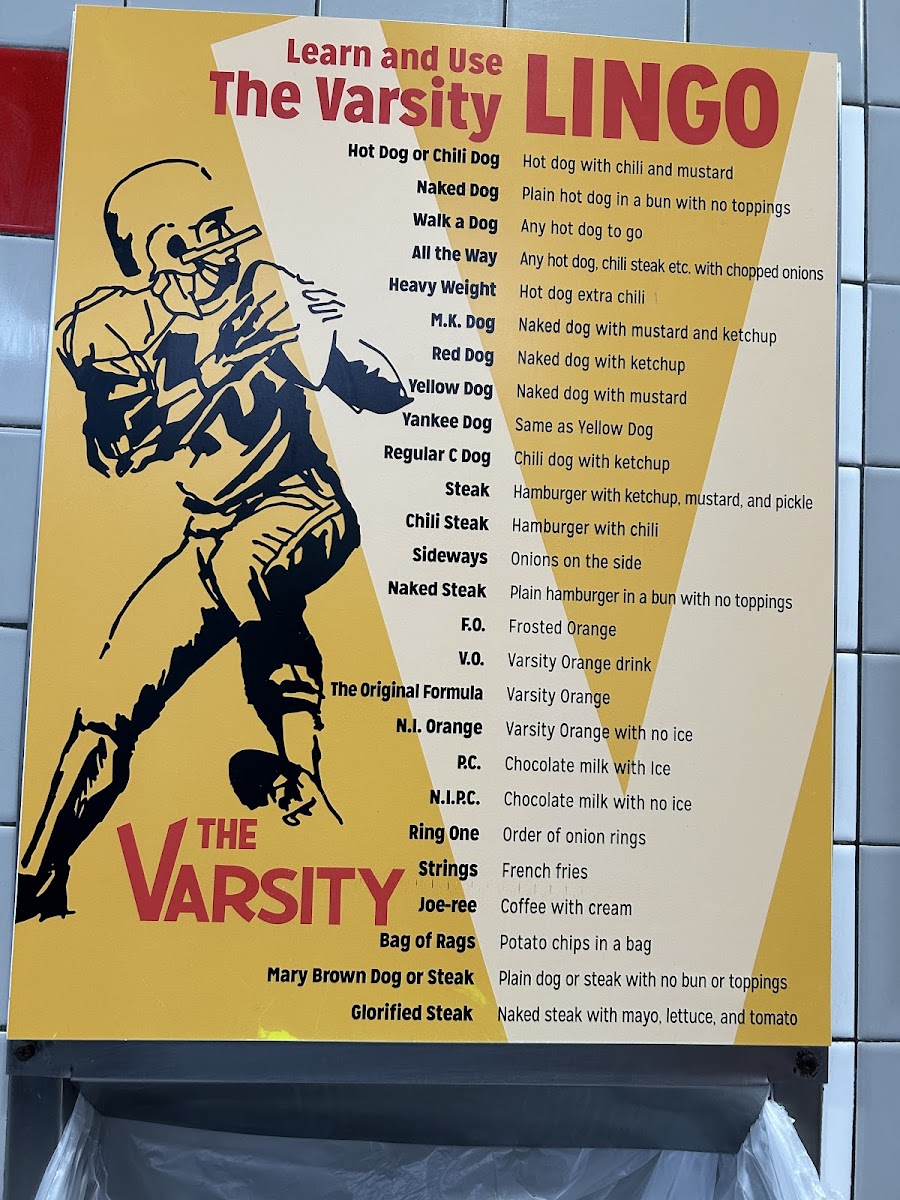 Learn and Use
The Varsity LINGO
Hot Dog or Chili Dog Hot dog with chili and mustard
Naked Dog Plain hot dog in a bun with no toppings
Walk a Dog Any hot dog to go
All the Way Any hot dog, chili steak etc. with chopped onions
Heavy Weight Hot dog extra chili
M.K. Dog Naked dog with mustard and ketchup
Red Dog Naked dog with ketchup
Yellow Dog Naked dog with mustard
Yankee Dog Same as Yellow Dog
Regular C Dog Chili dog with ketchup
Steak Hamburger with ketchup, mustard, and pickle
Chili Steak Hamburger with chili
Sideways Onions on the side
Naked Steak Plain hamburger in a bun with no toppings
F.O. Frosted Orange
V.O. Varsity Orange drink
The Original Formula Varsity Orange
N.I. Orange Varsity Orange with no ice
P.C. Chocolate milk with Ice
N.I.P.C. Chocolate milk with no ice
Ring One Order of onion rings
Strings French fries
Joe-ree Coffee with cream
Bag of Rags Potato chips in a bag
Mary Brown Dog or Steak Plain dog or steak with no bun or toppings
Glorified Steak Naked steak with mayo, lettuce, and tomato
THE
VARSITY